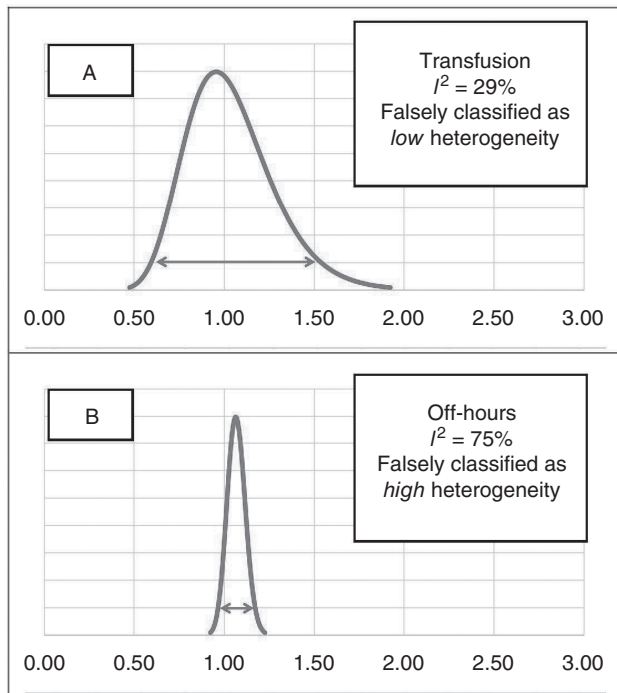 A
Transfusion
I² = 29%
Falsely classified as
low heterogeneity
0.00 0.50 1.00 1.50 2.00 2.50 3.00
B
Off-hours
I² = 75%
Falsely classified as
high heterogeneity
0.00 0.50 1.00 1.50 2.00 2.50 3.00